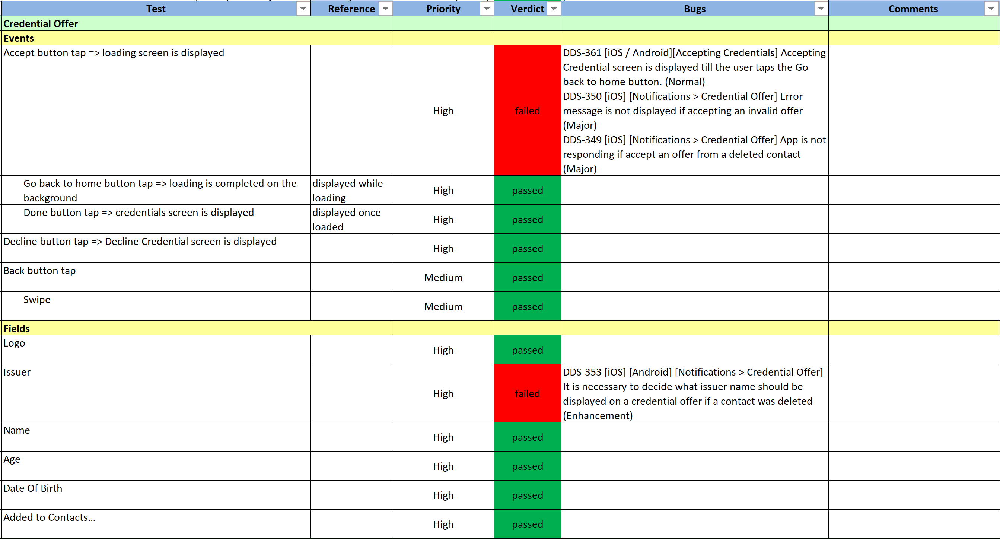 Test Reference Priority Verdict Bugs Comments
Credential Offer
Events
Accept button tap => loading screen is displayed
High
failed
DDS-361 [iOS / Android][Accepting Credentials] Accepting
Credential screen is displayed till the user taps the Go
back to home button. (Normal)
DDS-350 [iOS] [Notifications > Credential Offer] Error
message is not displayed if accepting an invalid offer
(Major)
DDS-349 [iOS] [Notifications > Credential Offer] App is not
responding if accept an offer from a deleted contact
(Major)
Go back to home button tap => loading is completed on the
background
displayed while
loading
High
passed
Done button tap => credentials screen is displayed
displayed once
loaded
High
passed
Decline button tap => Decline Credential screen is displayed
High
passed
Back button tap
Medium
passed
Swipe
Medium
passed
Fields
Logo
High
passed
Issuer
High
failed
DDS-353 [iOS] [Android] [Notifications > Credential Offer]
It is necessary to decide what issuer name should be
displayed on a credential offer if a contact was deleted
(Enhancement)
Name
High
passed
Age
High
passed
Date Of Birth
High
passed
Added to Contacts...
High
passed